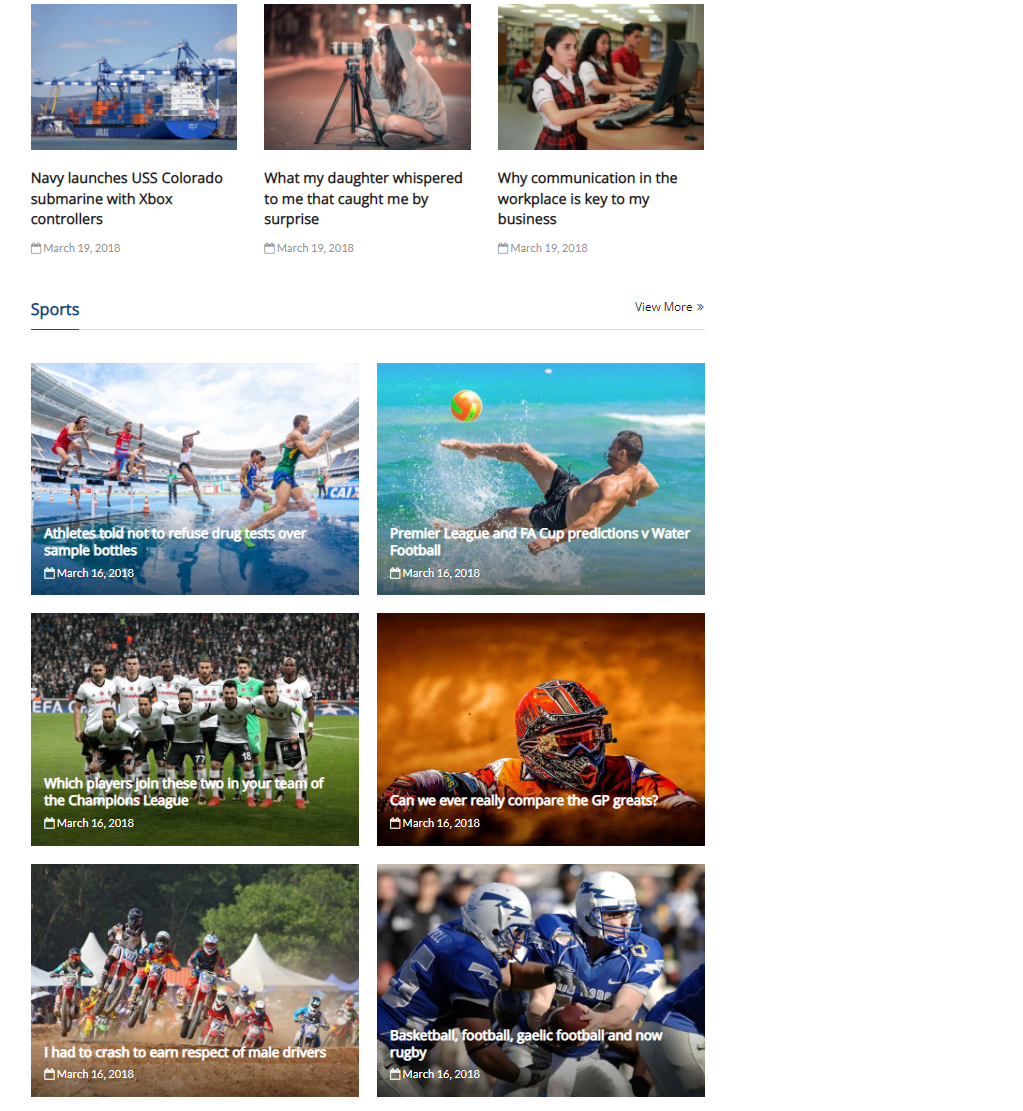 ARKAS
Navy launches USS Colorado
submarine with Xbox
controllers
March 19, 2018
What my daughter whispered
to me that caught me by
surprise
March 19, 2018
Why communication in the
workplace is key to my
business
March 19, 2018
Sports
View More »
CAIXA
Athletes told not to refuse drug tests over
sample bottles
March 16, 2018
Premier League and FA Cup predictions v Water
Football
March 16, 2018
EFA C
77
18
Which players join these two in your team of
the Champions League
March 16, 2018
Can we ever really compare the GP greats?
March 16, 2018
I had to crash to earn respect of male drivers
March 16, 2018
Basketball, football, gaelic football and now
rugby
March 16, 2018